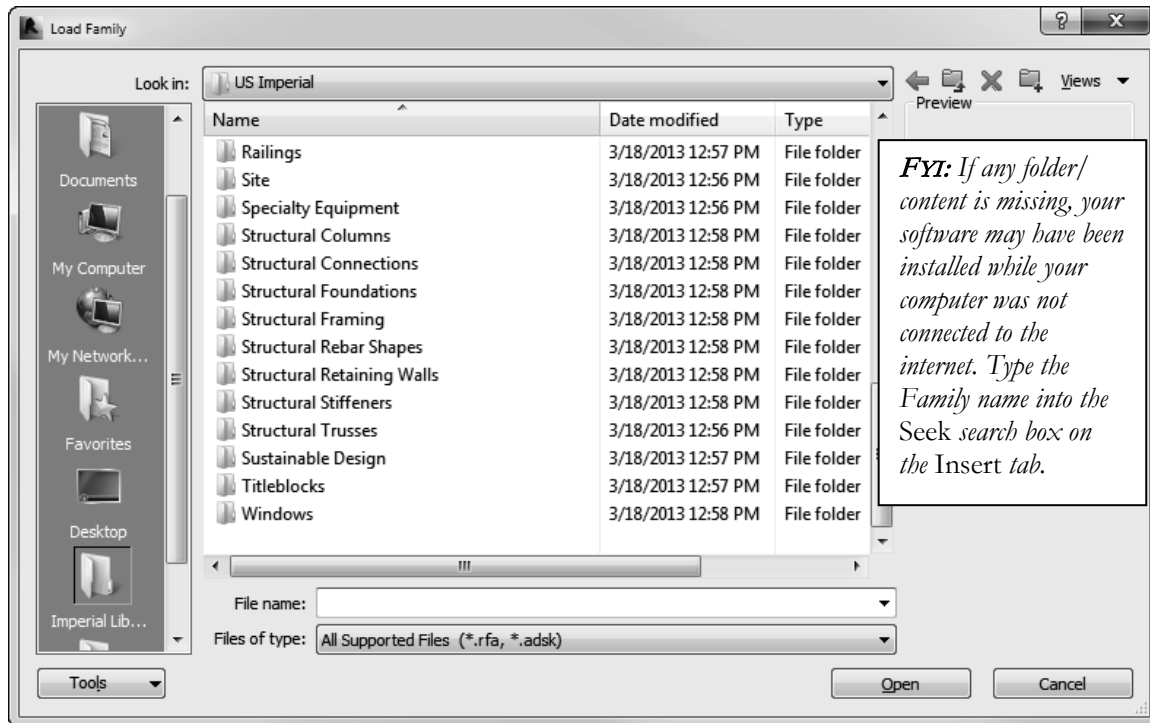 Load Family
Look in: US Imperial Views
Preview
Documents
My Computer
My Network...
Favorites
Desktop
Imperial Lib...
Name Date modified Type
Railings 3/18/2013 12:57 PM File folder
Site 3/18/2013 12:56 PM File folder
Specialty Equipment 3/18/2013 12:56 PM File folder
Structural Columns 3/18/2013 12:58 PM File folder
Structural Connections 3/18/2013 12:58 PM File folder
Structural Foundations 3/18/2013 12:58 PM File folder
Structural Framing 3/18/2013 12:58 PM File folder
Structural Rebar Shapes 3/18/2013 12:58 PM File folder
Structural Retaining Walls 3/18/2013 12:58 PM File folder
Structural Stiffeners 3/18/2013 12:58 PM File folder
Structural Trusses 3/18/2013 12:56 PM File folder
Sustainable Design 3/18/2013 12:57 PM File folder
Titleblocks 3/18/2013 12:57 PM File folder
Windows 3/18/2013 12:58 PM File folder
FYI: If any folder/
content is missing, your
software may have been
installed while your
computer was not
connected to the
internet. Type the
Family name into the
Seek search box on
the Insert tab.
File name:
Files of type: All Supported Files (*.rfa, *.adsk)
Tools Open Cancel